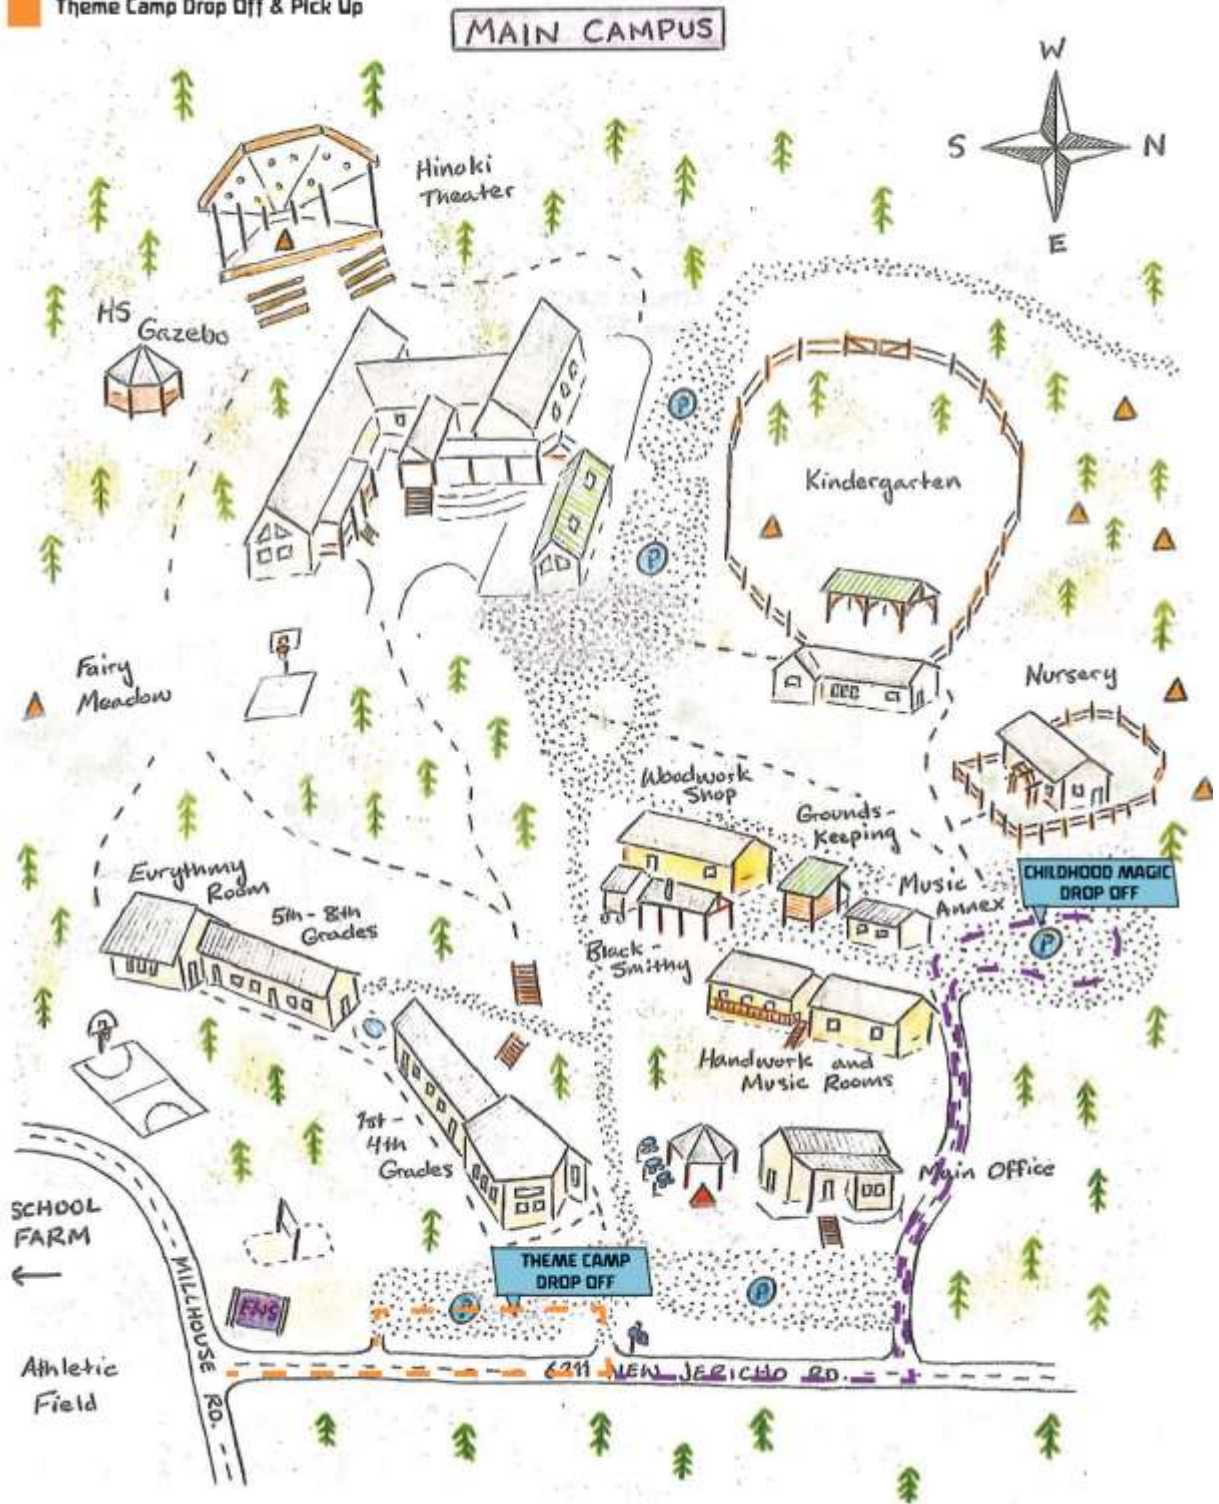 Theme Camp Drop Off & Pick Up
MAIN CAMPUS
W
S
N
E
Hinoki
Theater
HS
Gazebo
P
Kindergarten
P
Fairy
Meadow
Nursery
Woodwork
Shop
Grounds-
Keeping
CHILDHOOD MAGIC
DROP OFF
Eurythmy
Room
5th-8th
Grades
Music
Annex
P
Black-
Smithy
Handwork and
Music Rooms
1st-
4th
Grades
Main Office
SCHOOL
FARM
THEME CAMP
DROP OFF
P
P
MILLHOUSE
RD.
ENS
6211 NEW JERICHO RD.
Athletic
Field